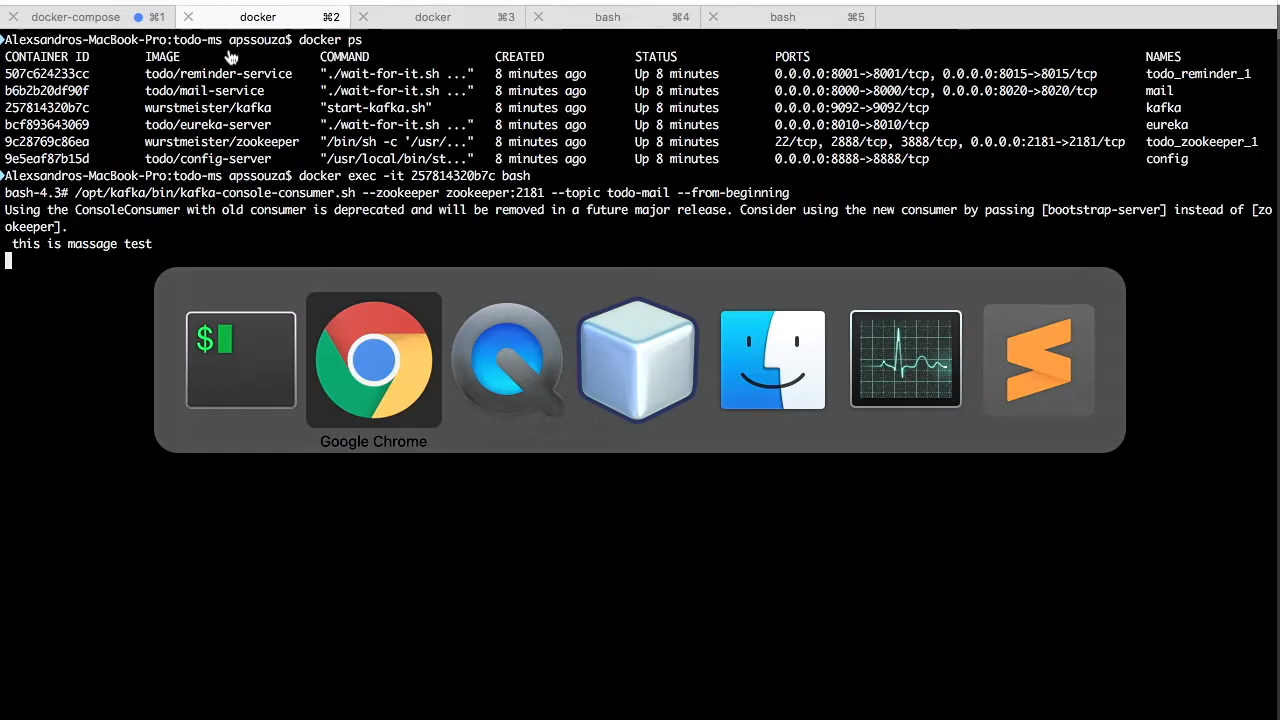 docker-compose ⌘1 docker ⌘2 docker ⌘3 bash ⌘4 bash ⌘5
Alexsandros-MacBook-Pro:todo-ms apssouza$ docker ps
CONTAINER ID IMAGE COMMAND CREATED STATUS PORTS NAMES
507c624233cc todo/reminder-service "./wait-for-it.sh ..." 8 minutes ago Up 8 minutes 0.0.0.0:8001->8001/tcp, 0.0.0.0:8015->8015/tcp todo_reminder_1
b6b2b20df90f todo/mail-service "./wait-for-it.sh ..." 8 minutes ago Up 8 minutes 0.0.0.0:8000->8000/tcp, 0.0.0.0:8020->8020/tcp mail
257814320b7c wurstmeister/kafka "start-kafka.sh" 8 minutes ago Up 8 minutes 0.0.0.0:9092->9092/tcp kafka
bcf893643069 todo/eureka-server "./wait-for-it.sh ..." 8 minutes ago Up 8 minutes 0.0.0.0:8010->8010/tcp eureka
9c28769c86ea wurstmeister/zookeeper "/bin/sh -c '/usr/..." 8 minutes ago Up 8 minutes 22/tcp, 2888/tcp, 3888/tcp, 0.0.0.0:2181->2181/tcp todo_zookeeper_1
9e5eaf87b15d todo/config-server "/usr/local/bin/st..." 8 minutes ago Up 8 minutes 0.0.0.0:8888->8888/tcp config
Alexsandros-MacBook-Pro:todo-ms apssouza$ docker exec -it 257814320b7c bash
bash-4.3# /opt/kafka/bin/kafka-console-consumer.sh --zookeeper zookeeper:2181 --topic todo-mail --from-beginning
Using the ConsoleConsumer with old consumer is deprecated and will be removed in a future major release. Consider using the new consumer by passing [bootstrap-server] instead of [zo
okeeper].
this is massage test
$
Google Chrome